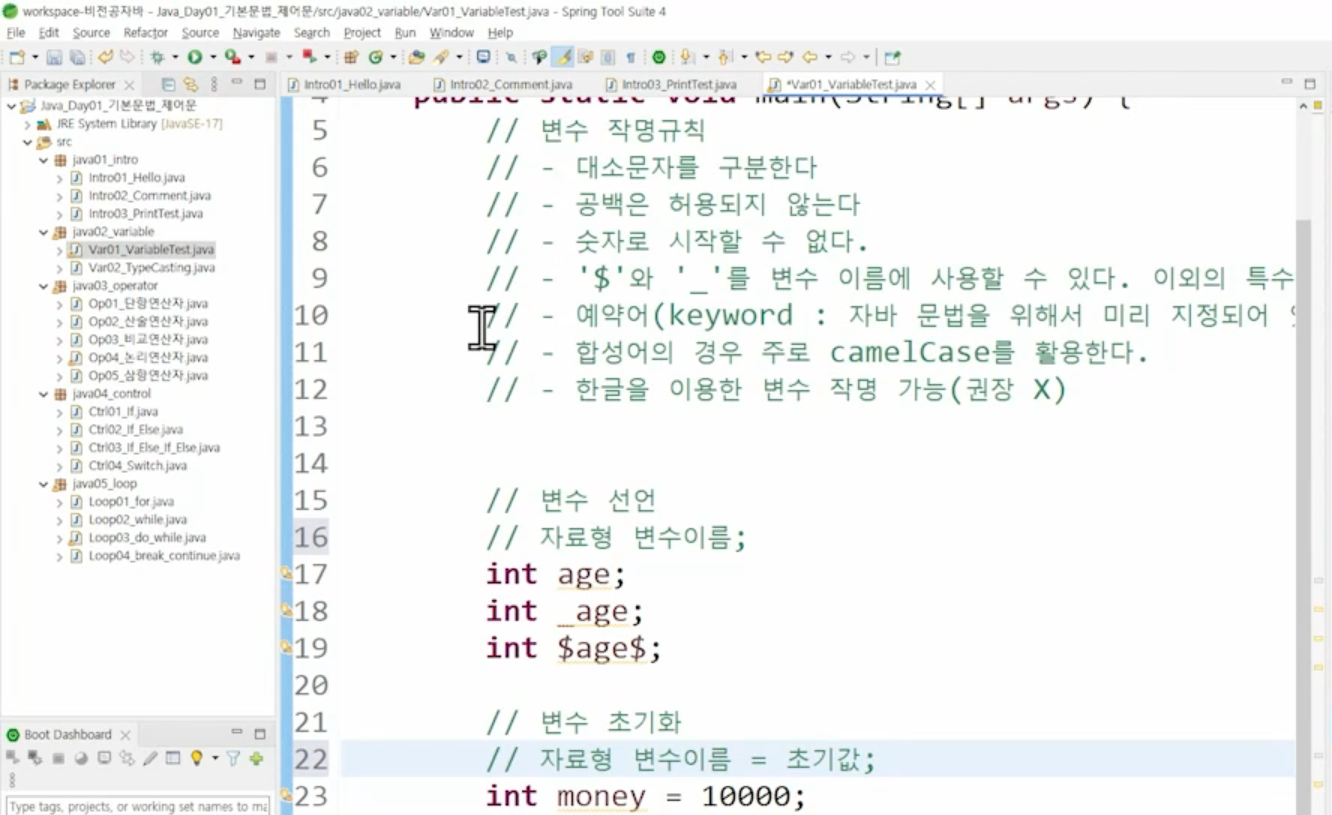 workspace-비전공자바 - Java_Day01_기본문법_제어문/src/java02_variable/Var01_VariableTest.java - Spring Tool Suite 4
File Edit Source Refactor Source Navigate Search Project Run Window Help
Package Explorer
Java_Day01_기본문법_제어문
JRE System Library [JavaSE-17]
src
java01_intro
Intro01_Hello.java
Intro02_Comment.java
Intro03_PrintTest.java
java02_variable
Var01_VariableTest.java
Var02_TypeCasting.java
java03_operator
Op01_단항연산자.java
Op02_산술연산자.java
Op03_비교연산자.java
Op04_논리연산자.java
Op05_삼항연산자.java
java04_control
Ctrl01_If.java
Ctrl02_If_Else.java
Ctrl03_If_Else_If_Else.java
Ctrl04_Switch.java
java05_loop
Loop01_for.java
Loop02_while.java
Loop03_do_while.java
Loop04_break_continue.java
Boot Dashboard
Type tags, projects, or working set names to ma
Intro01_Hello.java Intro02_Comment.java Intro03_PrintTest.java *Var01_VariableTest.java
4 public static void main(String[] args) {
5 // 변수 작명규칙
6 // - 대소문자를 구분한다
7 // - 공백은 허용되지 않는다
8 // - 숫자로 시작할 수 없다.
9 // - '$'와 '_'를 변수 이름에 사용할 수 있다. 이외의 특수
10 // - 예약어(keyword : 자바 문법을 위해서 미리 지정되어
11 // - 합성어의 경우 주로 camelCase를 활용한다.
12 // - 한글을 이용한 변수 작명 가능(권장 X)
13
14
15 // 변수 선언
16 // 자료형 변수이름;
17 int age;
18 int _age;
19 int $age$;
20
21 // 변수 초기화
22 // 자료형 변수이름 = 초기값;
23 int money = 10000;